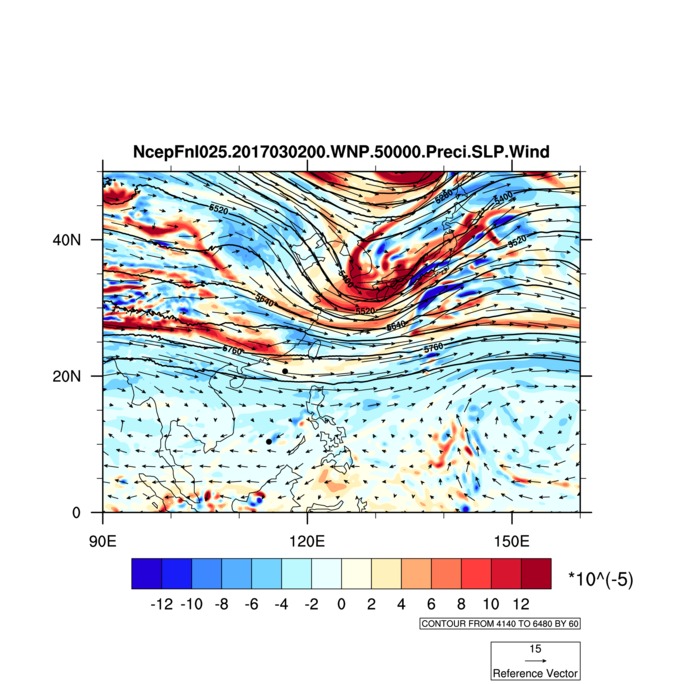 NcepFnl025.2017030200.WNP.50000.Preci.SLP.Wind
5520
5280
5400
5520
40N
5640
5520
5640
5760
5760
20N
0
90E 120E 150E
-12 -10 -8 -6 -4 -2 0 2 4 6 8 10 12 *10^(-5)
CONTOUR FROM 4140 TO 6480 BY 60
15
Reference Vector